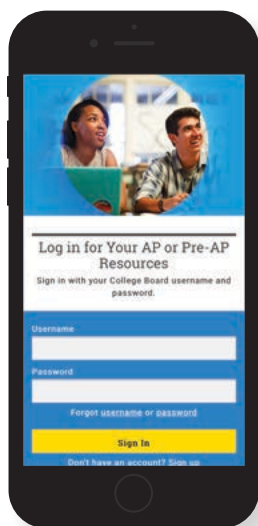 Log in for Your AP or Pre-AP
Resources
Sign in with your College Board username and
password.
Username
Password
Forgot username or password
Sign In
Don't have an account? Sign up